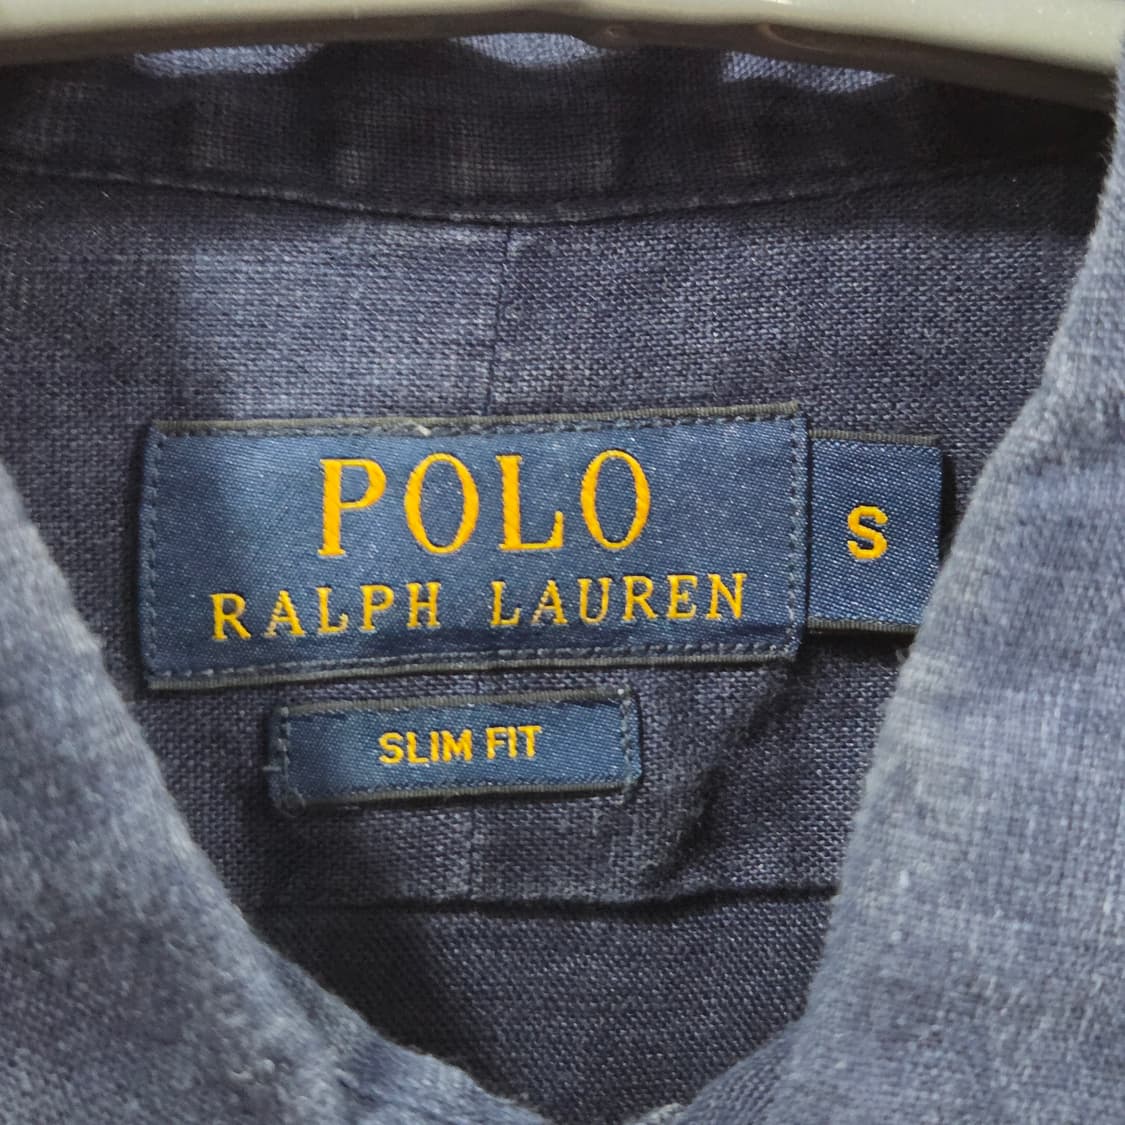 POLO
RALPH LAUREN
S
SLIM FIT